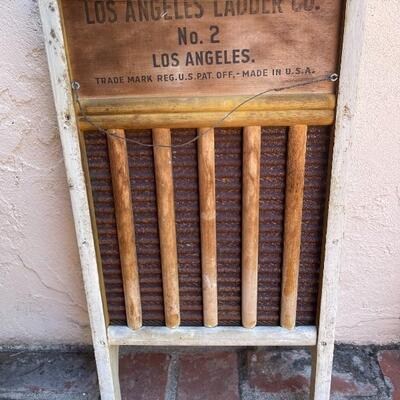 LOS ANGELES LADDER CO.
No. 2
LOS ANGELES.
TRADE MARK REG. U.S. PAT. OFF. - MADE IN U.S.A.